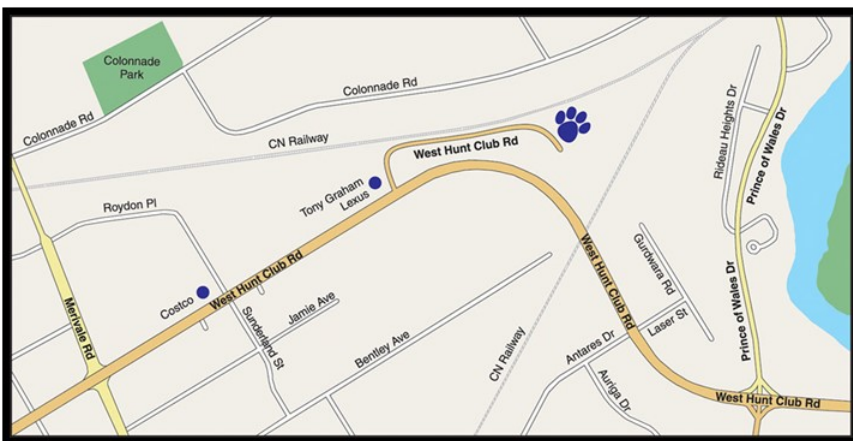 Colonnade
Park
Colonnade Rd
Colonnade Rd
CN Railway
West Hunt Club Rd
Tony Graham
Lexus
Roydon Pl
Rideau Heights Dr
Prince of Wales Dr
West Hunt Club Rd
Costco
Merivale Rd
Sunderland St
Jamie Ave
Bentley Ave
CN Railway
West Hunt Club Rd
Gurdwara Rd
Laser St
Antares Dr
Auriga Dr
Prince of Wales Dr
West Hunt Club Rd